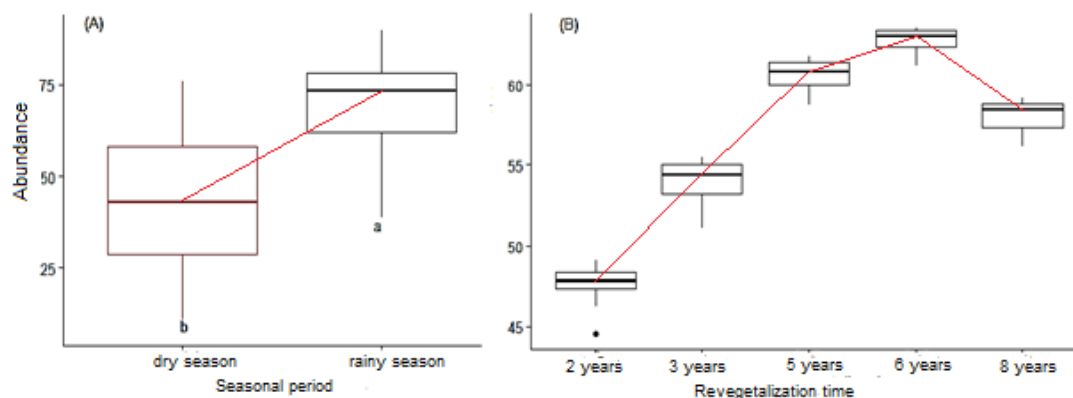 (A)
Abundance
75
50
25
a
b
dry season
rainy season
Seasonal period
(B)
60
55
50
45
2 years
3 years
5 years
6 years
8 years
Revegetalization time